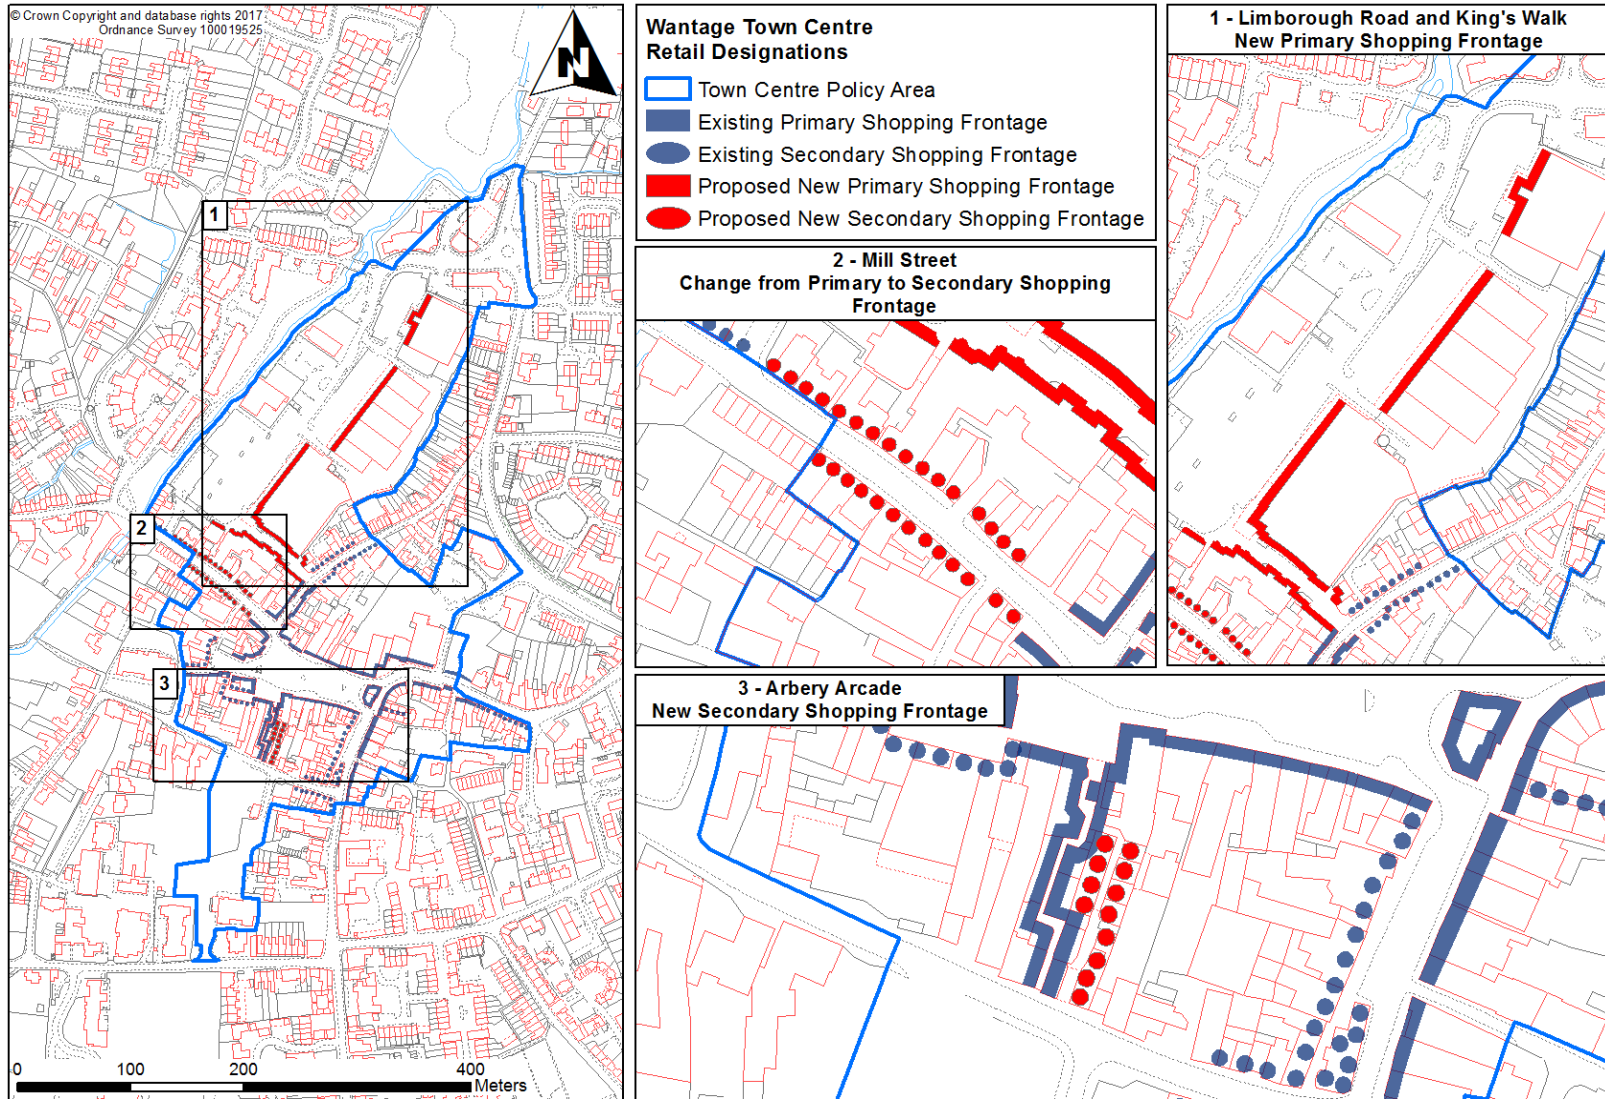 © Crown Copyright and database rights 2017
Ordnance Survey 100019525
N
1
2
3
0 100 200 400 Meters
Wantage Town Centre
Retail Designations
Town Centre Policy Area
Existing Primary Shopping Frontage
Existing Secondary Shopping Frontage
Proposed New Primary Shopping Frontage
Proposed New Secondary Shopping Frontage
1 - Limborough Road and King's Walk
New Primary Shopping Frontage
2 - Mill Street
Change from Primary to Secondary Shopping
Frontage
3 - Arbery Arcade
New Secondary Shopping Frontage